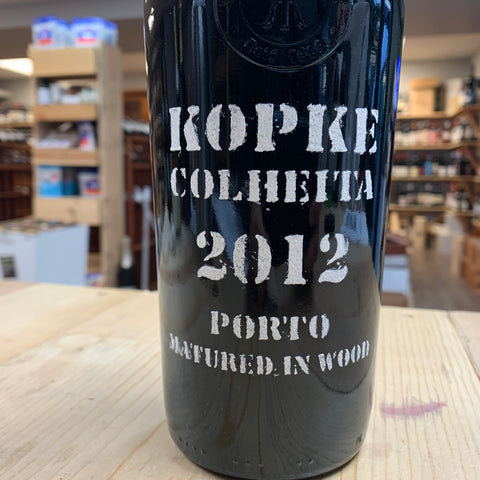 KOPKE
COLHEITA
2012
PORTO
MATURED IN WOOD